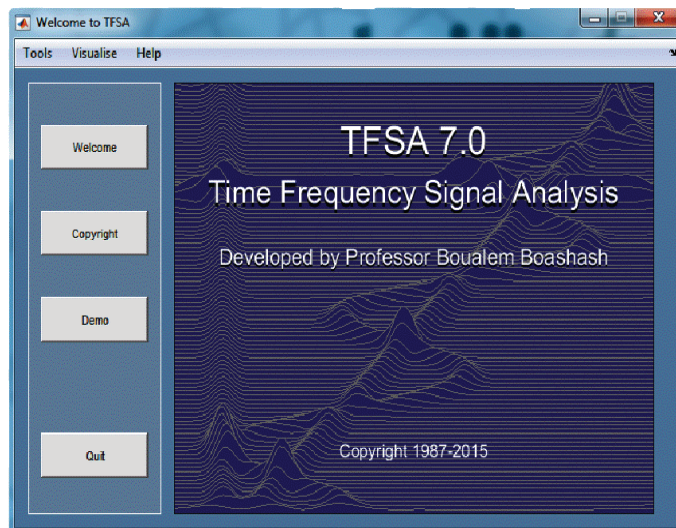 Welcome to TFSA
Tools Visualise Help
Welcome
Copyright
Demo
Quit
TFSA 7.0
Time Frequency Signal Analysis
Developed by Professor Boualem Boashash
Copyright 1987-2015